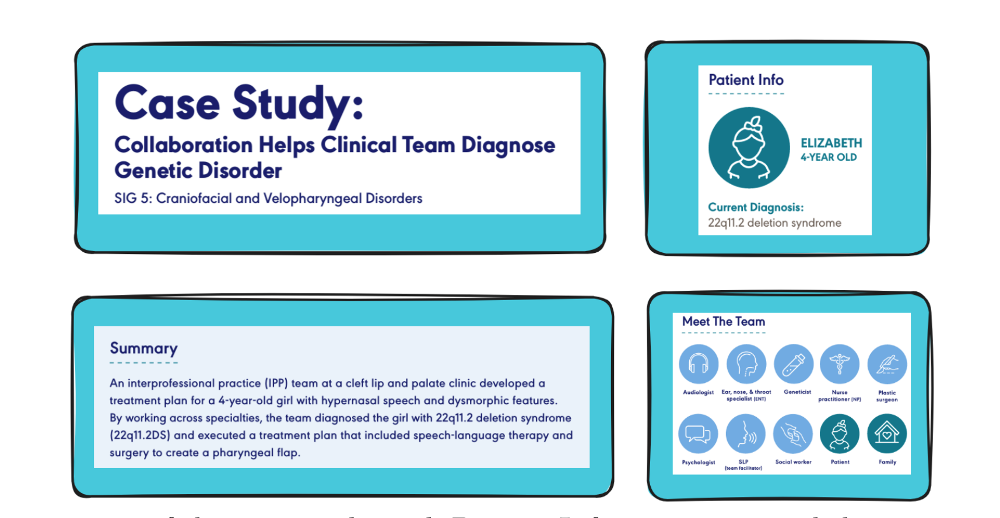 Case Study:
Collaboration Helps Clinical Team Diagnose
Genetic Disorder
SIG 5: Craniofacial and Velopharyngeal Disorders
Patient Info
ELIZABETH
4-YEAR OLD
Current Diagnosis:
22q11.2 deletion syndrome
Summary
An interprofessional practice (IPP) team at a cleft lip and palate clinic developed a
treatment plan for a 4-year-old girl with hypernasal speech and dysmorphic features.
By working across specialties, the team diagnosed the girl with 22q11.2 deletion syndrome
(22q11.2DS) and executed a treatment plan that included speech-language therapy and
surgery to create a pharyngeal flap.
Meet The Team
Audiologist
Ear, nose, & throat
specialist (ENT)
Geneticist
Nurse
practitioner (NP)
Plastic
surgeon
Psychologist
SLP
(team facilitator)
Social worker
Patient
Family